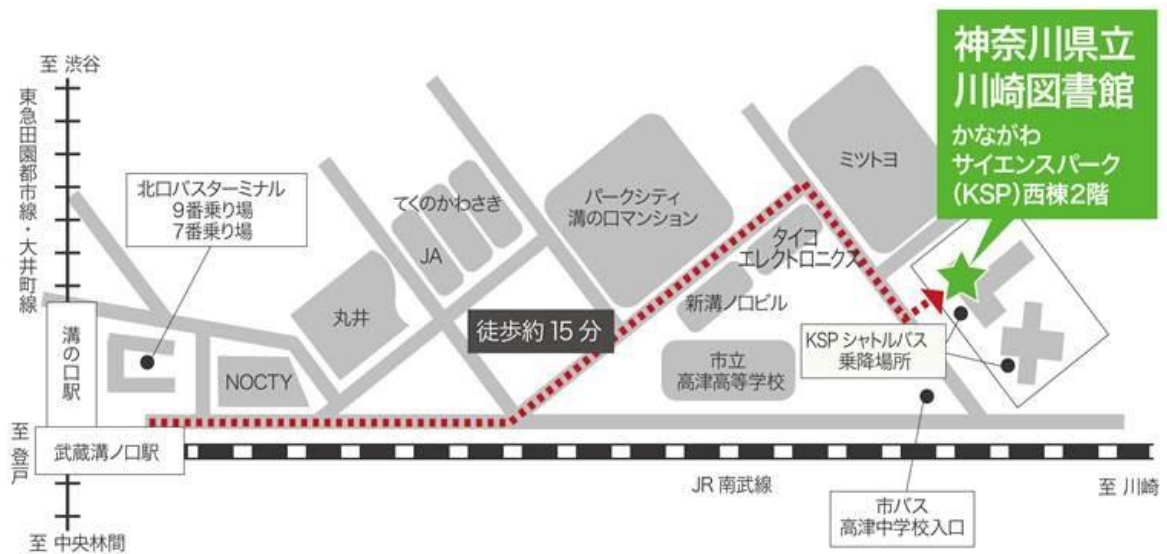 至 渋谷
東急田園都市線・大井町線
神奈川県立
川崎図書館
かながわ
サイエンスパーク
(KSP)西棟2階
北口バスターミナル
9番乗り場
7番乗り場
てくのかわさき
JA
丸井
パークシティ
溝の口マンション
ミツトヨ
タイコ
エレクトロニクス
新溝ノ口ビル
徒歩約 15 分
KSP シャトルバス
乗降場所
溝の口駅
NOCTY
市立
高津高等学校
至 登戸
武蔵溝ノ口駅
JR 南武線
至 川崎
市バス
高津中学校入口
至 中央林間